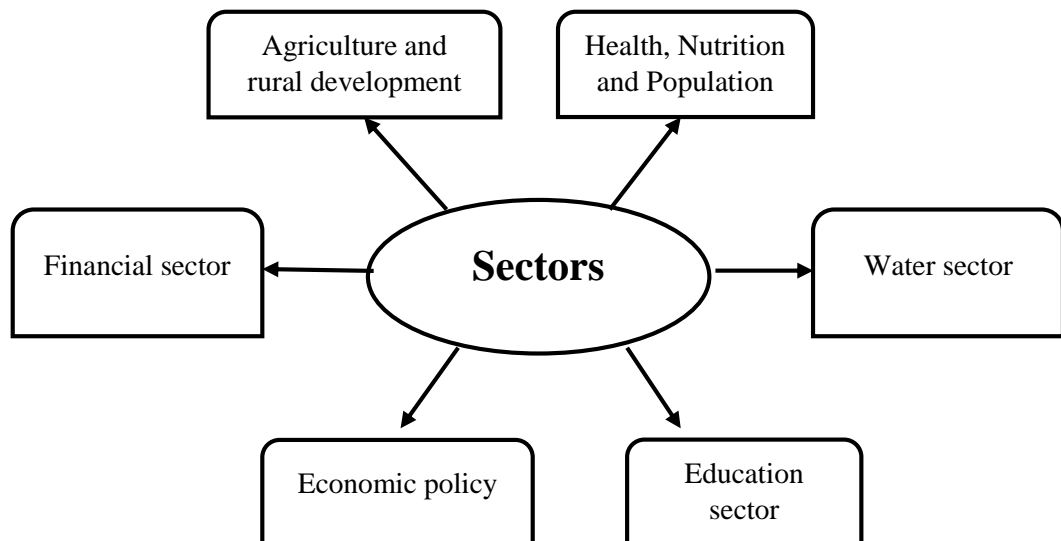 Agriculture and
rural development
Health, Nutrition
and Population
Financial sector
Sectors
Water sector
Economic policy
Education
sector